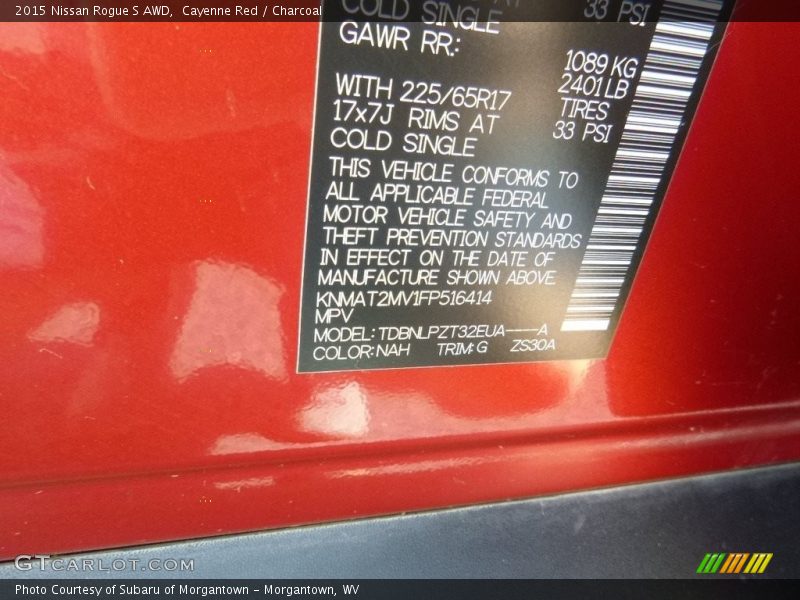 2015 Nissan Rogue S AWD,  Cayenne Red / Charcoal
COLD SINGLE 33 PSI
GAWR RR.: 1089 KG
2401 LB
WITH 225/65R17 TIRES
17x7J RIMS AT 33 PSI
COLD SINGLE
THIS VEHICLE CONFORMS TO
ALL APPLICABLE FEDERAL
MOTOR VEHICLE SAFETY AND
THEFT PREVENTION STANDARDS
IN EFFECT ON THE DATE OF
MANUFACTURE SHOWN ABOVE.
KNMAT2MV1FP516414
MPV
MODEL: TDBNLPZT32EUA----A
COLOR: NAH TRIM: G ZS30A
GTCARLOT.COM
Photo Courtesy of Subaru of Morgantown - Morgantown, WV